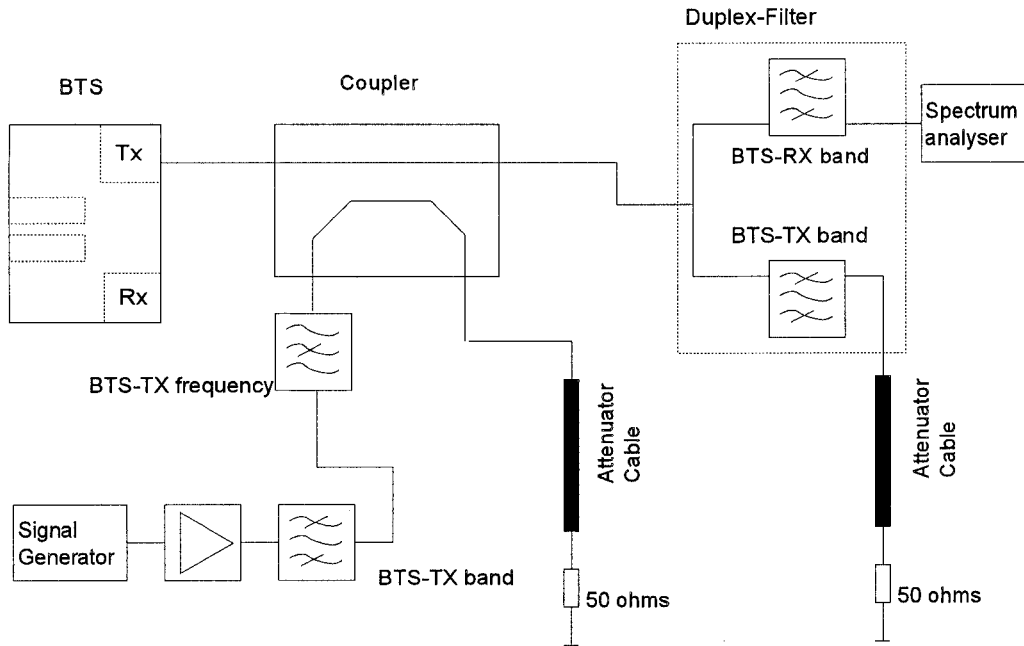 Duplex-Filter
BTS
Coupler
Tx
Spectrum
analyser
BTS-RX band
BTS-TX band
Rx
BTS-TX frequency
Attenuator
Cable
Attenuator
Cable
Signal
Generator
BTS-TX band
50 ohms
50 ohms